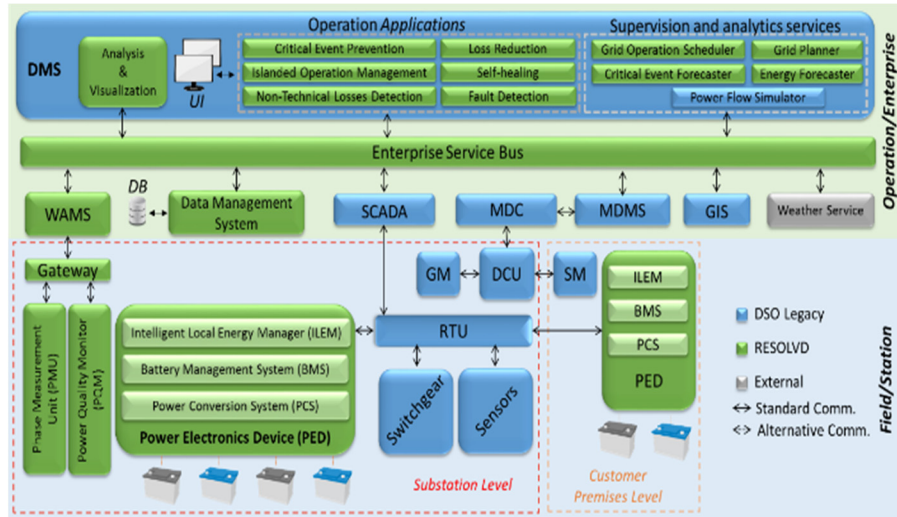 Operation Applications
Supervision and analytics services
DMS
Analysis
&
Visualization
UI
Critical Event Prevention
Loss Reduction
Islanded Operation Management
Self-healing
Non-Technical Losses Detection
Fault Detection
Grid Operation Scheduler
Grid Planner
Critical Event Forecaster
Energy Forecaster
Power Flow Simulator
Operation/Enterprise
Enterprise Service Bus
WAMS
DB
Data Management
System
SCADA
MDC
MDMS
GIS
Weather Service
Gateway
GM
DCU
SM
ILEM
BMS
PCS
PED
Phase Measurement
Unit (PMU)
Power Quality Monitor
(PQM)
Intelligent Local Energy Manager (ILEM)
Battery Management System (BMS)
Power Conversion System (PCS)
Power Electronics Device (PED)
RTU
Switchgear
Sensors
Substation Level
Customer
Premises Level
DSO Legacy
RESOLVD
External
Standard Comm.
Alternative Comm.
Field/Station